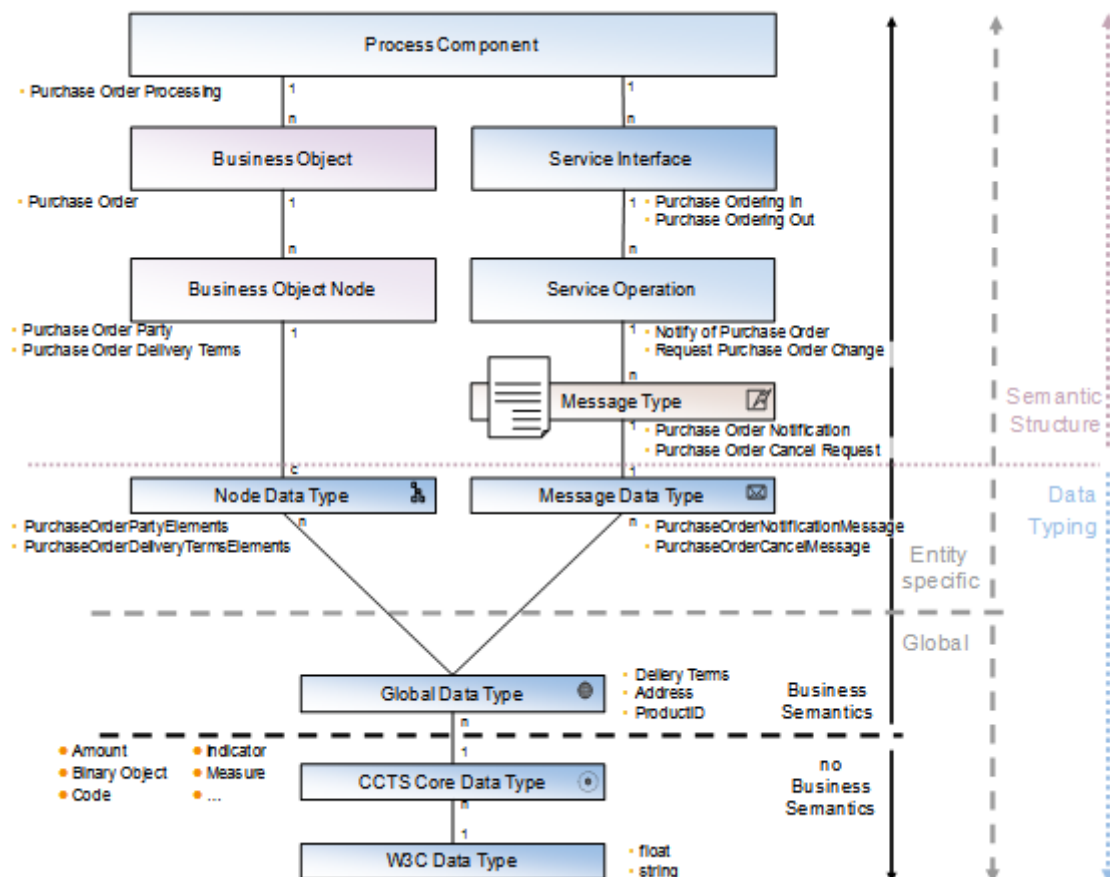 Process Component
• Purchase Order Processing
1
1
n
n
Business Object
Service Interface
• Purchase Order
1
1
• Purchase Ordering In
• Purchase Ordering Out
n
n
Business Object Node
Service Operation
• Purchase Order Party
• Purchase Order Delivery Terms
1
1
• Notify of Purchase Order
• Request Purchase Order Change
n
Message Type
1
• Purchase Order Notification
• Purchase Order Cancel Request
Semantic
Structure
c
1
Node Data Type
Message Data Type
n
n
• PurchaseOrderPartyElements
• PurchaseOrderDeliveryTermsElements
• PurchaseOrderNotificationMessage
• PurchaseOrderCancelMessage
Data
Typing
Entity
specific
Global
Global Data Type
• Dellery Terms
• Address
• ProductID
Business
Semantics
n
1
• Amount
• Binary Object
• Code
• Indicator
• Measure
• ...
CCTS Core Data Type
no
Business
Semantics
n
1
W3C Data Type
• float
• string